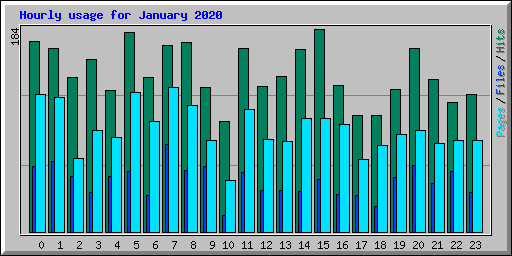 Hourly usage for January 2020
184
Pages / Files / Hits
0 1 2 3 4 5 6 7 8 9 10 11 12 13 14 15 16 17 18 19 20 21 22 23